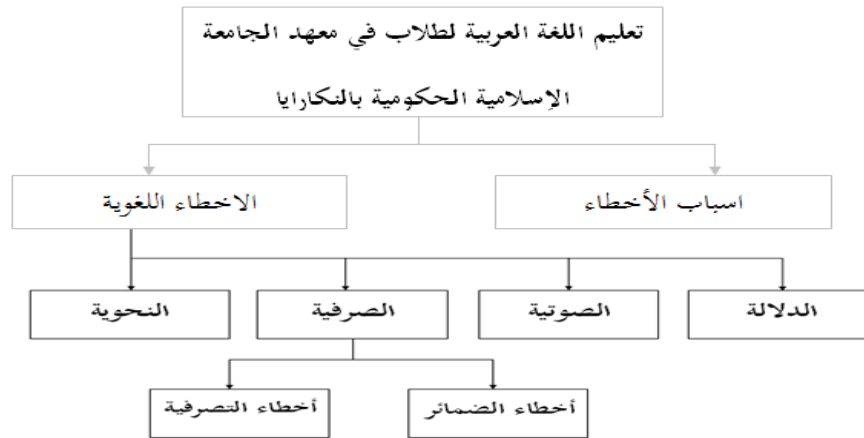 تعليم اللغة العربية لطلاب في معهد الجامعة
الإسلامية الحكومية بالنكارايا
اسباب الأخطاء
الاخطاء اللغوية
الدلالة
الصوتية
الصرفية
النحوية
أخطاء الضمائر
أخطاء التصرفية